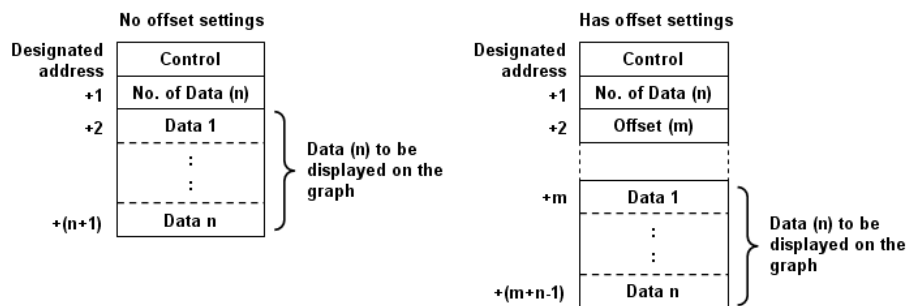 No offset settings
Designated
address
Control
+1
No. of Data (n)
+2
Data 1
:
:
+(n+1)
Data n
Data (n) to be
displayed on the
graph
Has offset settings
Designated
address
Control
+1
No. of Data (n)
+2
Offset (m)
+m
Data 1
:
:
+(m+n-1)
Data n
Data (n) to be
displayed on the
graph